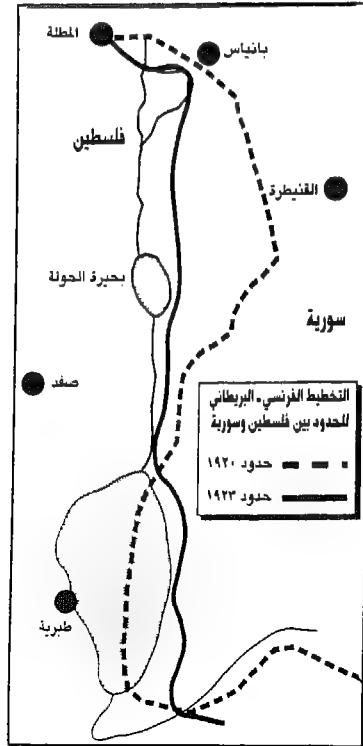 المطلة
بانياس
فلسطين
القنيطرة
بحيرة الحولة
سورية
صفد
التخطيط الفرنسي - البريطاني
للحدود بين فلسطين وسورية
حدود ١٩٢٠
حدود ١٩٢٣
طبرية